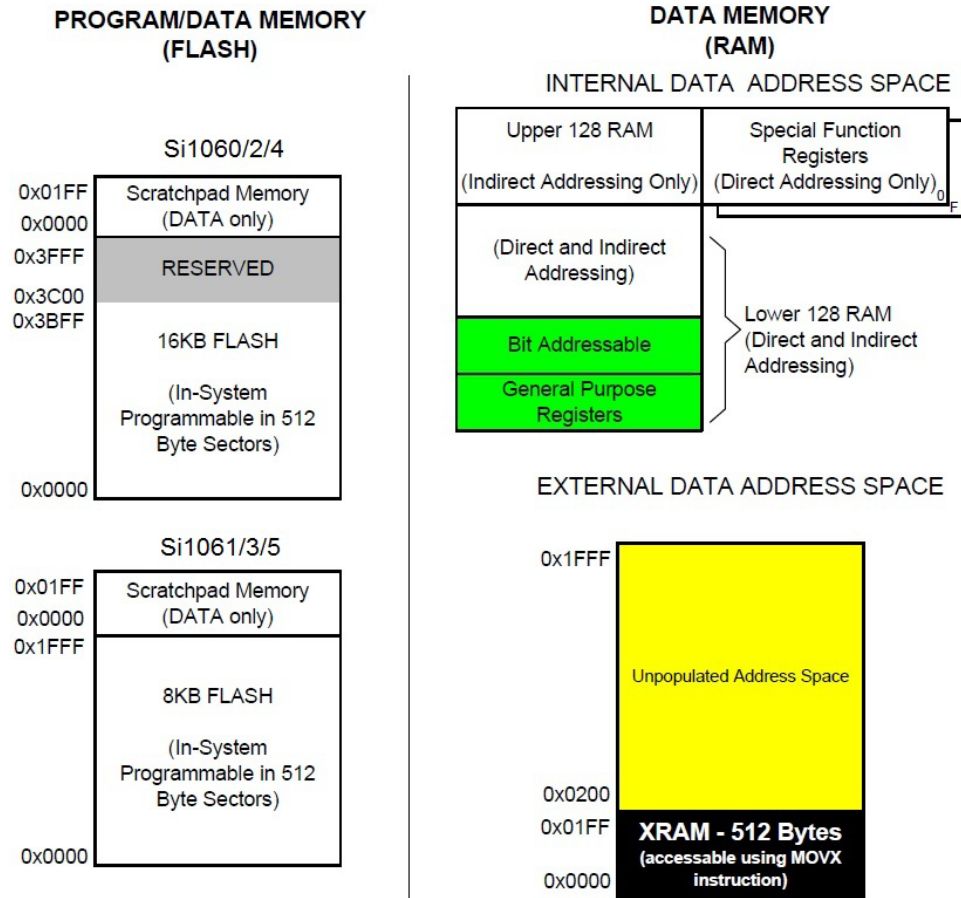 PROGRAM/DATA MEMORY
(FLASH)
Si1060/2/4
0x01FF
Scratchpad Memory
(DATA only)
0x0000
0x3FFF
RESERVED
0x3C00
0x3BFF
16KB FLASH
(In-System
Programmable in 512
Byte Sectors)
0x0000
Si1061/3/5
0x01FF
Scratchpad Memory
(DATA only)
0x0000
0x1FFF
8KB FLASH
(In-System
Programmable in 512
Byte Sectors)
0x0000
DATA MEMORY
(RAM)
INTERNAL DATA ADDRESS SPACE
Upper 128 RAM
(Indirect Addressing Only)
Special Function
Registers
(Direct Addressing Only)
0
F
(Direct and Indirect
Addressing)
Bit Addressable
General Purpose
Registers
Lower 128 RAM
(Direct and Indirect
Addressing)
EXTERNAL DATA ADDRESS SPACE
0x1FFF
Unpopulated Address Space
0x0200
0x01FF
XRAM - 512 Bytes
(accessable using MOVX
instruction)
0x0000